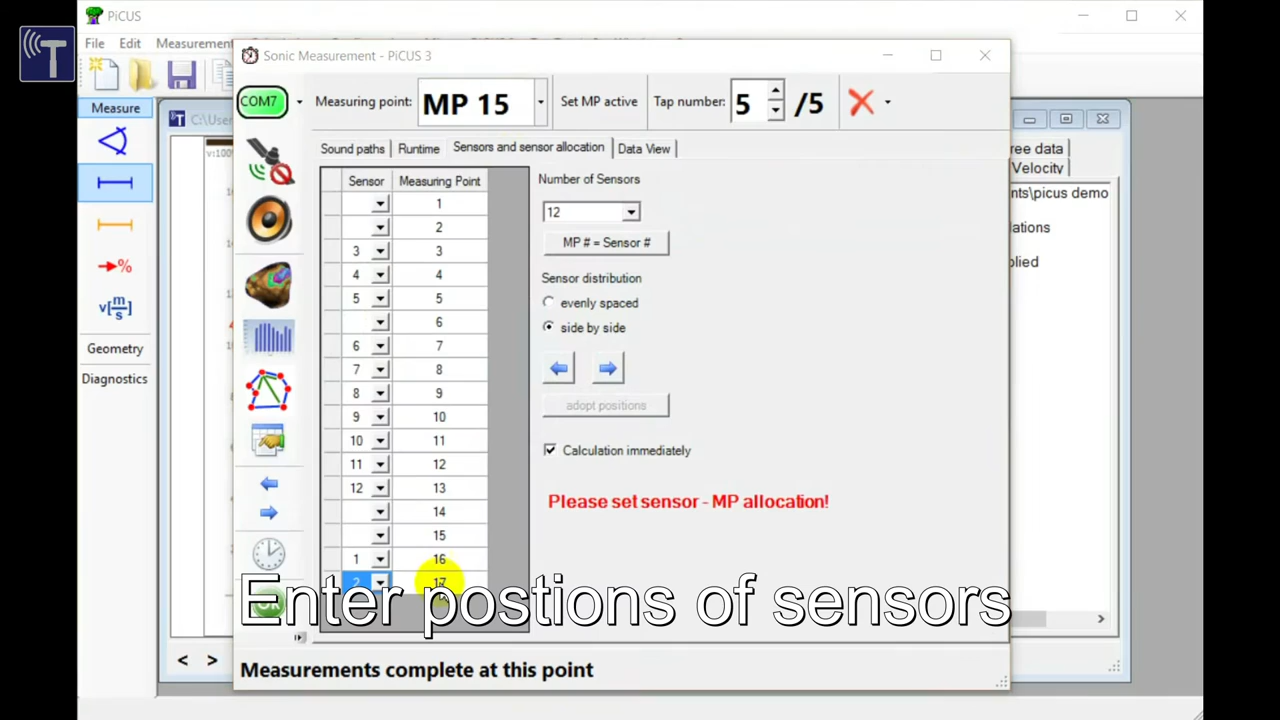 PiCUS
File Edit Measurement
Sonic Measurement - PiCUS 3
COM7 Measuring point: MP 15 Set MP active Tap number: 5 /5
Measure
C:\User
v:100%
Sound paths Runtime Sensors and sensor allocation Data View
ree data
Velocity
Sensor Measuring Point
1
2
3 3
4 4
5 5
6
6 7
7 8
8 9
9 10
10 11
11 12
12 13
14
15
1 16
2 17
Number of Sensors
12
MP # = Sensor #
Sensor distribution
evenly spaced
side by side
adopt positions
Calculation immediately
Please set sensor - MP allocation!
nts\picus demo
lations
plied
%
v[m/s]
Geometry
Diagnostics
OK
Enter postions of sensors
< >
Measurements complete at this point